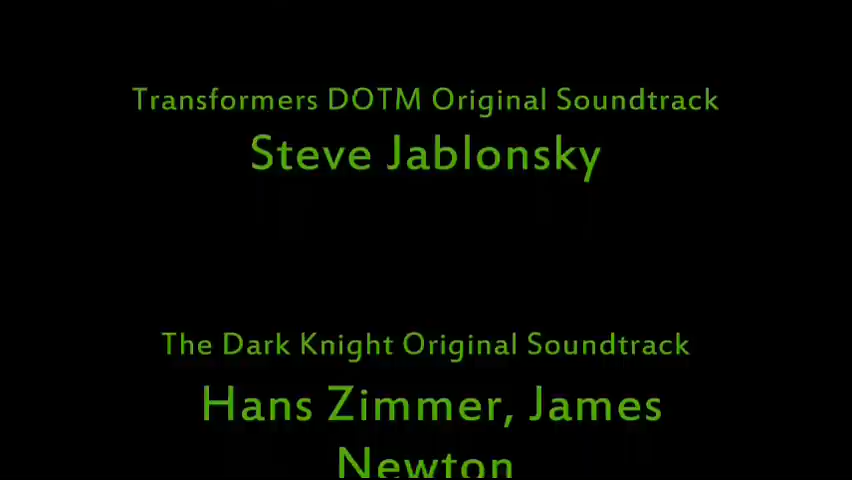 Transformers DOTM Original Soundtrack
Steve Jablonsky
The Dark Knight Original Soundtrack
Hans Zimmer, James
Newton